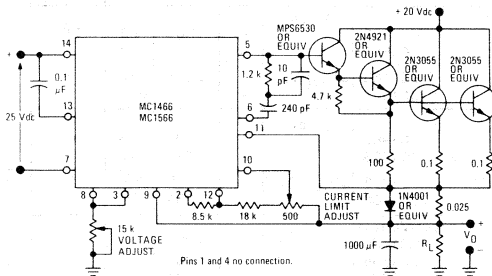 + 20 Vdc
MPS6530
OR
EQUIV
2N4921
OR
EQUIV
2N3055
OR
EQUIV
2N3055
OR
EQUIV
+
14
5
0.1
μF
1.2 k
10
pF
4.7 k
MC1466
MC1566
6
240 pF
25 Vdc
13
11
100
0.1
0.1
7
10
8
3
9
2
12
CURRENT
LIMIT
ADJUST
1N4001
OR
EQUIV
0.025
8.5 k
18 k
500
+
15 k
VOLTAGE
ADJUST.
1000 μF
RL
VO
–
Pins 1 and 4 no connection.